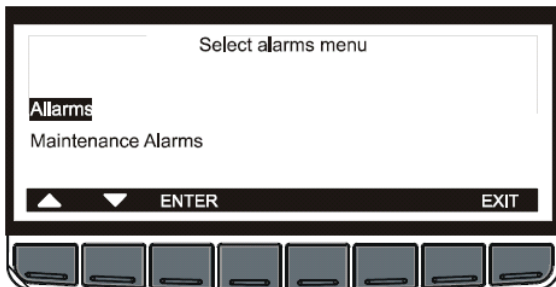 Select alarms menu
Allarms
Maintenance Alarms
ENTER EXIT